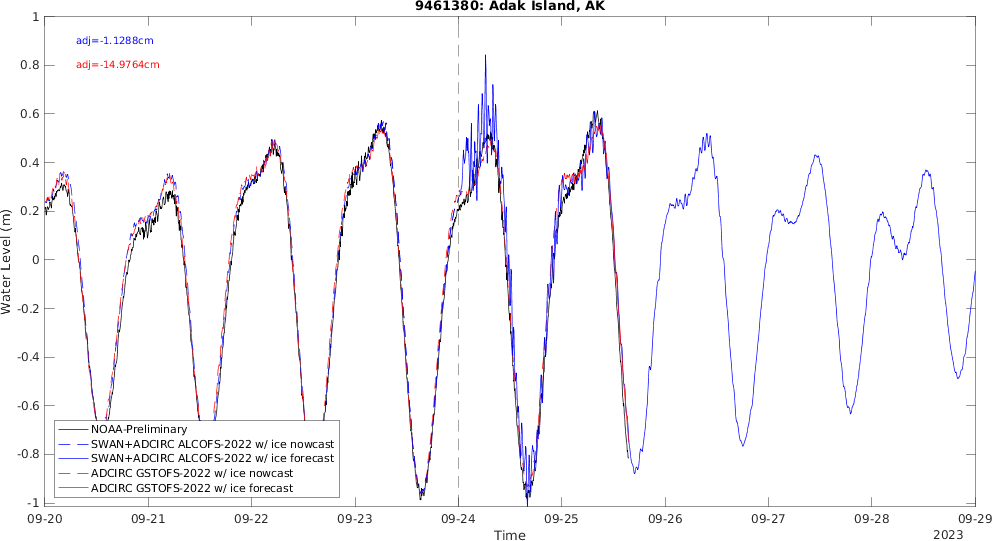 9461380: Adak Island, AK
adj=-1.1288cm
adj=-14.9764cm
1
0.8
0.6
0.4
0.2
0
-0.2
-0.4
-0.6
-0.8
-1
Water Level (m)
NOAA-Preliminary
SWAN+ADCIRC ALCOFS-2022 w/ ice nowcast
SWAN+ADCIRC ALCOFS-2022 w/ ice forecast
ADCIRC GSTOFS-2022 w/ ice nowcast
ADCIRC GSTOFS-2022 w/ ice forecast
09-20 09-21 09-22 09-23 09-24 09-25 09-26 09-27 09-28 09-29
Time
2023